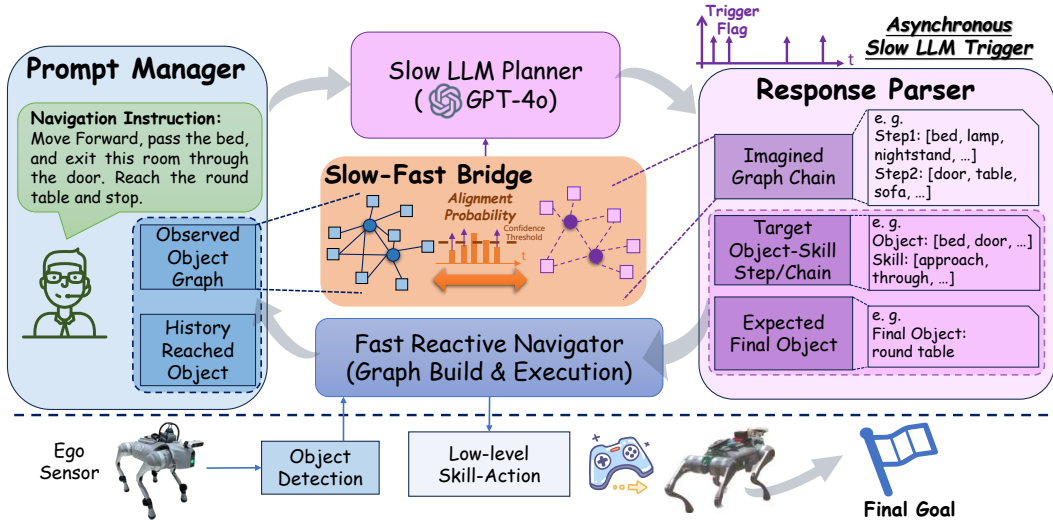 Trigger
Flag
t
Asynchronous
Slow LLM Trigger
Prompt Manager
Navigation Instruction:
Move Forward, pass the bed,
and exit this room through
the door. Reach the round
table and stop.
Observed
Object
Graph
History
Reached
Object
Slow LLM Planner
( GPT-4o)
Slow-Fast Bridge
Alignment
Probability
Confidence
Threshold
t
Fast Reactive Navigator
(Graph Build & Execution)
Response Parser
Imagined
Graph Chain
e. g.
Step1: [bed, lamp,
nightstand, …]
Step2: [door, table,
sofa, …]
Target
Object-Skill
Step/Chain
e. g.
Object: [bed, door, …]
Skill: [approach,
through, …]
Expected
Final Object
e. g.
Final Object:
round table
Ego
Sensor
Object
Detection
Low-level
Skill-Action
Final Goal